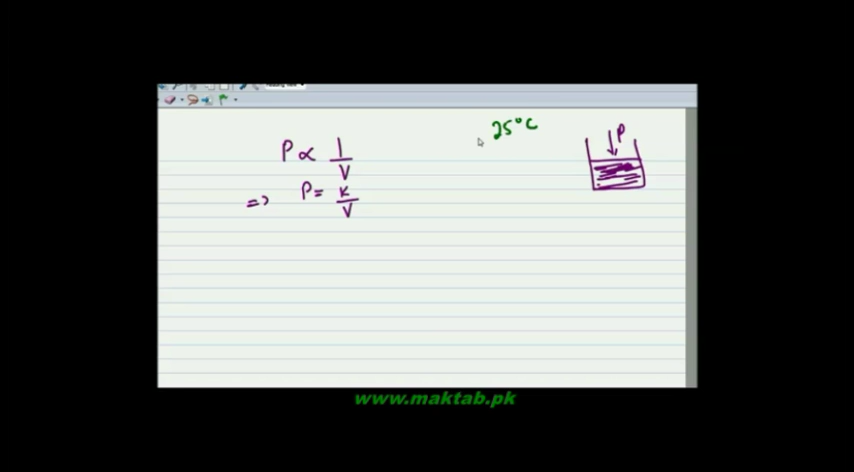 25°C
P
P ∝ 1/V
=> P = K/V
www.maktab.pk